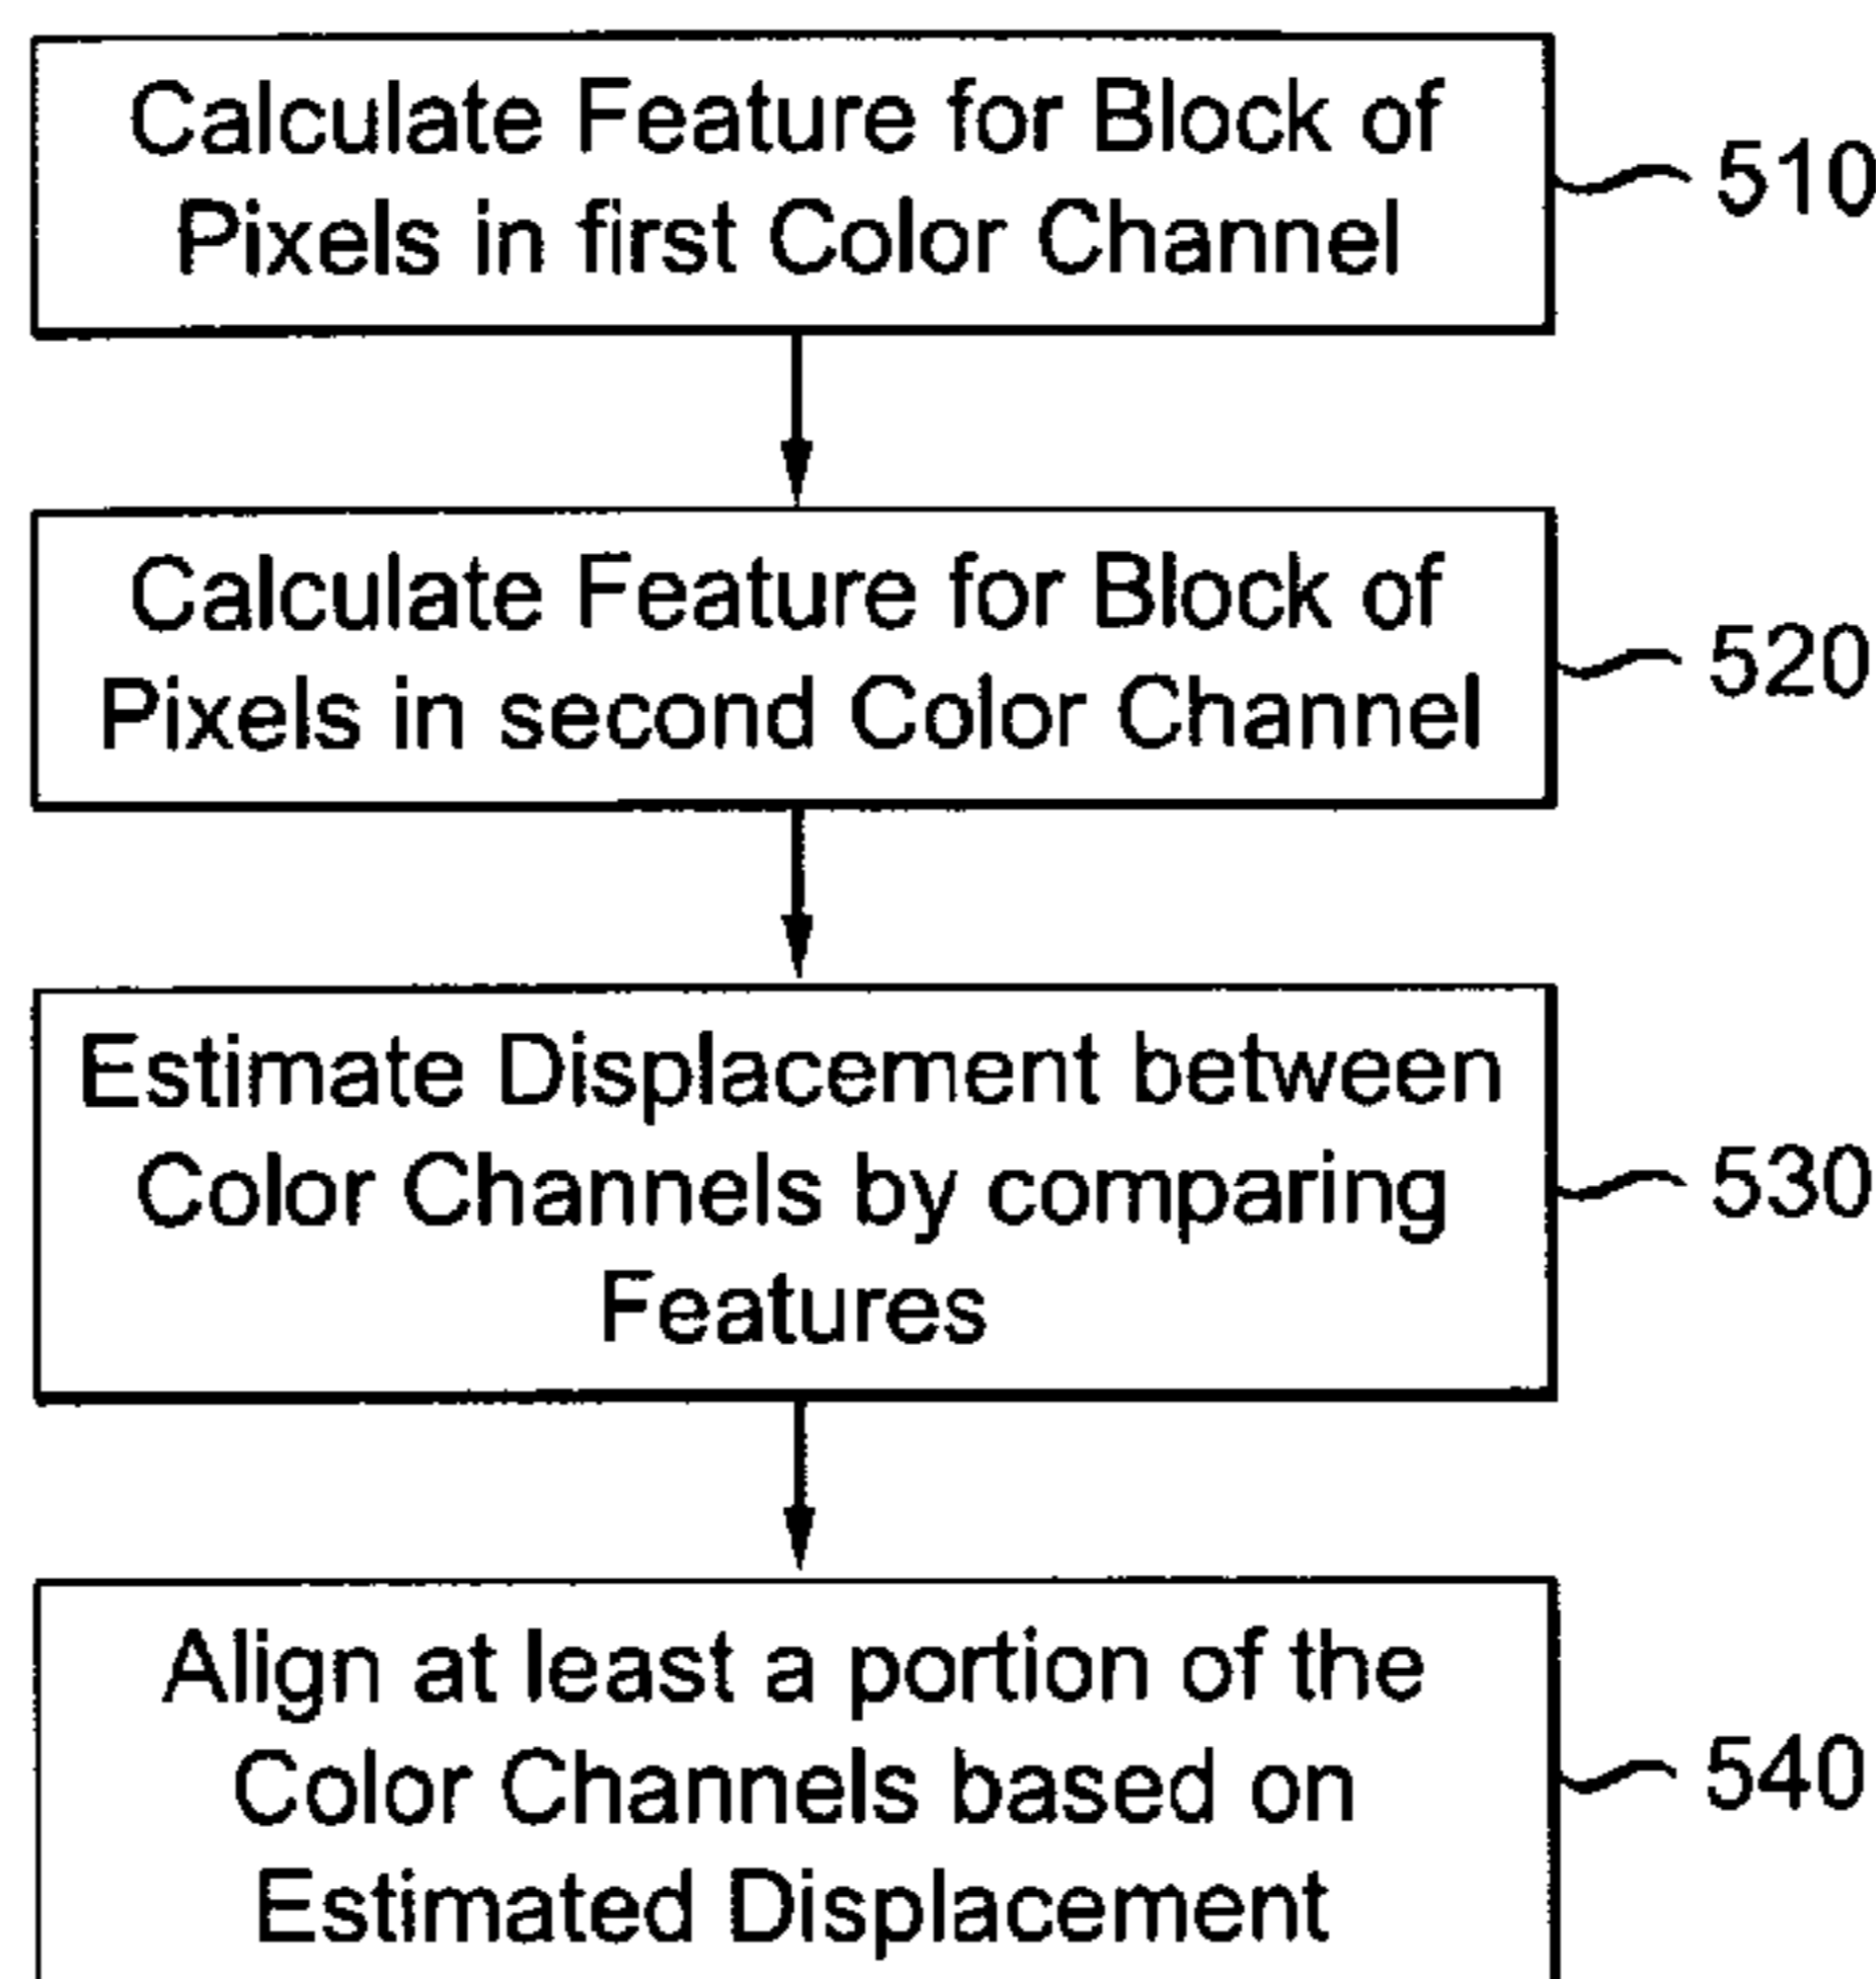 Calculate Feature for Block of
Pixels in first Color Channel
510
Calculate Feature for Block of
Pixels in second Color Channel
520
Estimate Displacement between
Color Channels by comparing
Features
530
Align at least a portion of the
Color Channels based on
Estimated Displacement
540